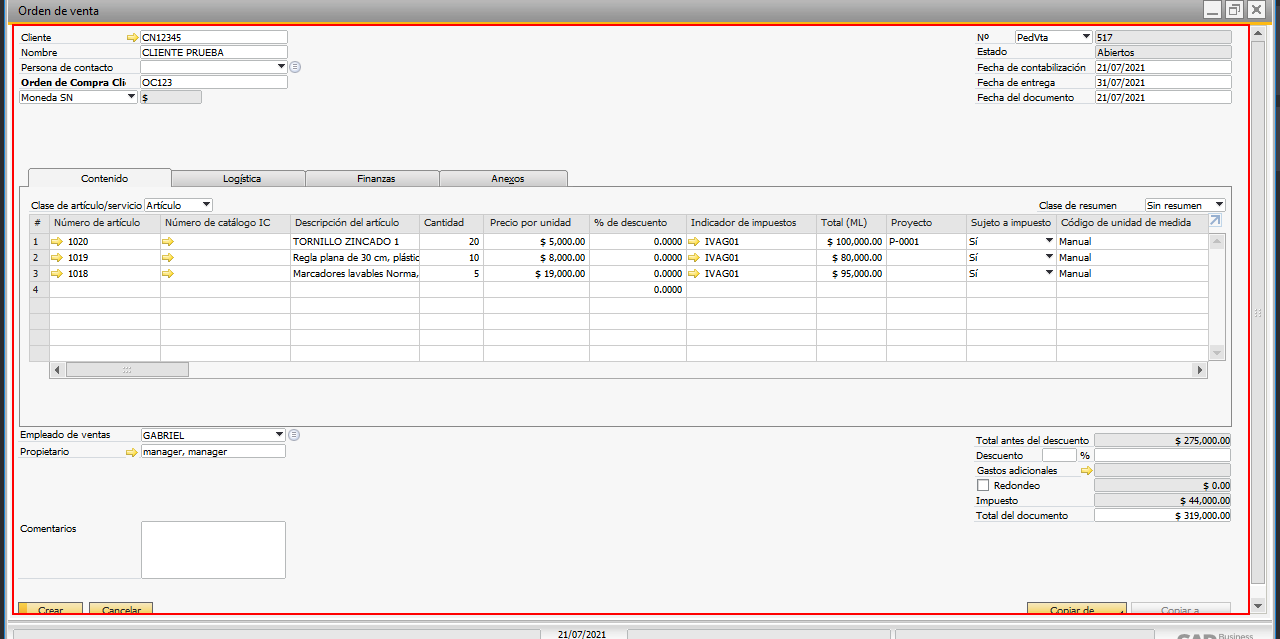 Orden de venta
Cliente CN12345
Nombre CLIENTE PRUEBA
Persona de contacto
Orden de Compra Cli OC123
Moneda SN $
Nº PedVta 517
Estado Abiertos
Fecha de contabilización 21/07/2021
Fecha de entrega 31/07/2021
Fecha del documento 21/07/2021
Contenido Logística Finanzas Anexos
Clase de artículo/servicio Artículo Clase de resumen Sin resumen
# Número de artículo Número de catálogo IC Descripción del artículo Cantidad Precio por unidad % de descuento Indicador de impuestos Total (ML) Proyecto Sujeto a impuesto Código de unidad de medida
1 1020 TORNILLO ZINCADO 1 20 $ 5,000.00 0.0000 IVAG01 $ 100,000.00 P-0001 Sí Manual
2 1019 Regla plana de 30 cm, plástic 10 $ 8,000.00 0.0000 IVAG01 $ 80,000.00 Sí Manual
3 1018 Marcadores lavables Norma, 5 $ 19,000.00 0.0000 IVAG01 $ 95,000.00 Sí Manual
4 0.0000
Empleado de ventas GABRIEL
Propietario manager, manager
Total antes del descuento $ 275,000.00
Descuento %
Gastos adicionales
Redondeo $ 0.00
Impuesto $ 44,000.00
Total del documento $ 319,000.00
Comentarios
Crear Cancelar Copiar de Copiar a
21/07/2021
SAP Business